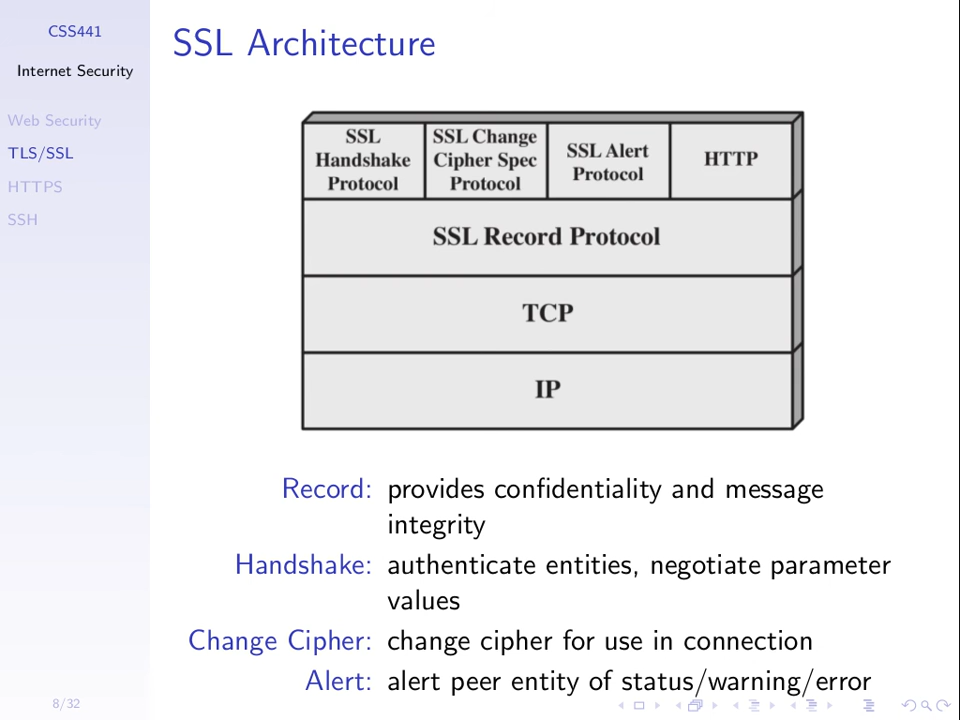 CSS441
Internet Security
Web Security
TLS/SSL
HTTPS
SSH
8/32
SSL Architecture
SSL
Handshake
Protocol
SSL Change
Cipher Spec
Protocol
SSL Alert
Protocol
HTTP
SSL Record Protocol
TCP
IP
Record: provides confidentiality and message
integrity
Handshake: authenticate entities, negotiate parameter
values
Change Cipher: change cipher for use in connection
Alert: alert peer entity of status/warning/error